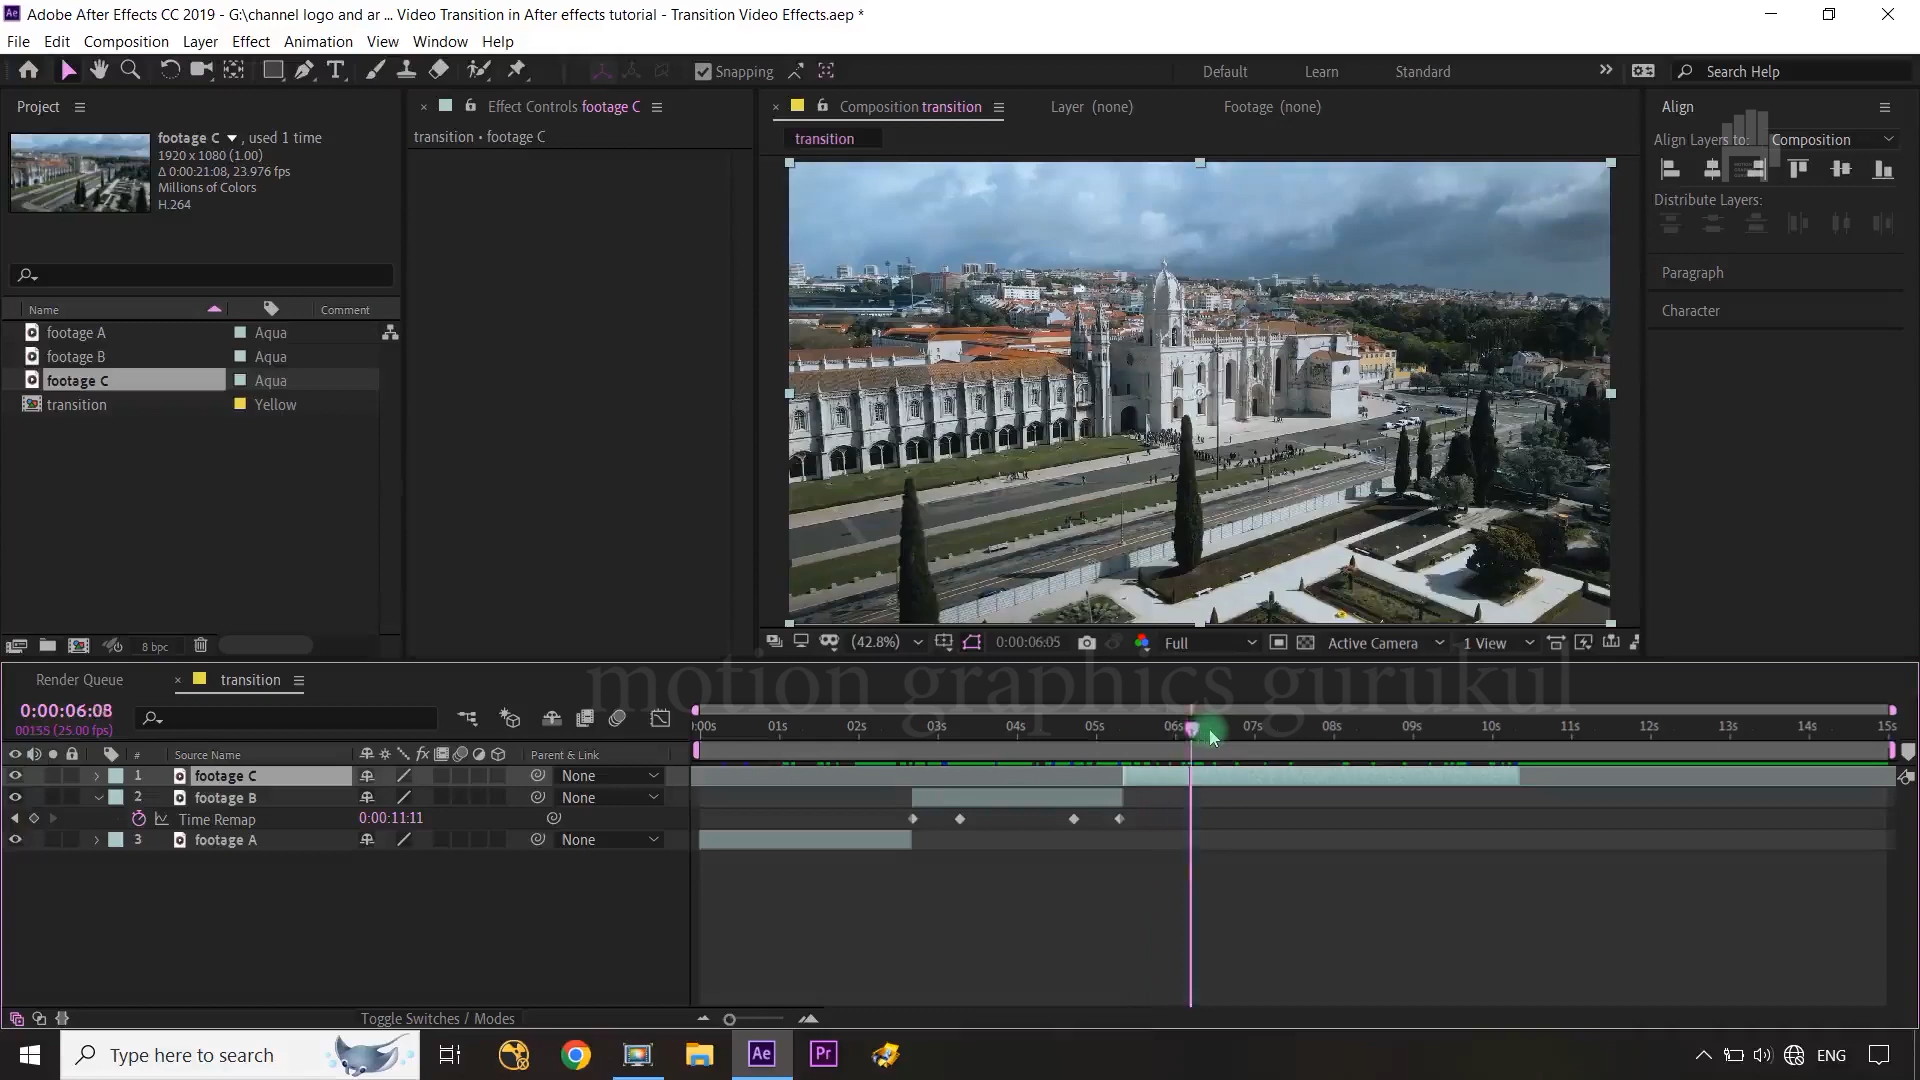 Adobe After Effects CC 2019 - G:\channel logo and ar ... Video Transition in After effects tutorial - Transition Video Effects.aep *
File Edit Composition Layer Effect Animation View Window Help
Snapping Default Learn Standard Search Help
Project
Effect Controls footage C
Composition transition Layer (none) Footage (none)
Align
footage C , used 1 time
1920 x 1080 (1.00)
Δ 0:00:21:08, 23.976 fps
Millions of Colors
H.264
transition • footage C
transition
Align Layers to: Composition
Distribute Layers:
Paragraph
Character
Name Comment
footage A Aqua
footage B Aqua
footage C Aqua
transition Yellow
8 bpc
(42.8%) 0:00:06:05 Full Active Camera 1 View
motion graphics gurukul
Render Queue transition
0:00:06:08
00155 (25.00 fps)
:00s 01s 02s 03s 04s 05s 06s 07s 08s 09s 10s 11s 12s 13s 14s 15s
# Source Name fx Parent & Link
1 footage C None
2 footage B None
Time Remap 0:00:11:11
3 footage A None
Toggle Switches / Modes
Type here to search Ae Pr ENG